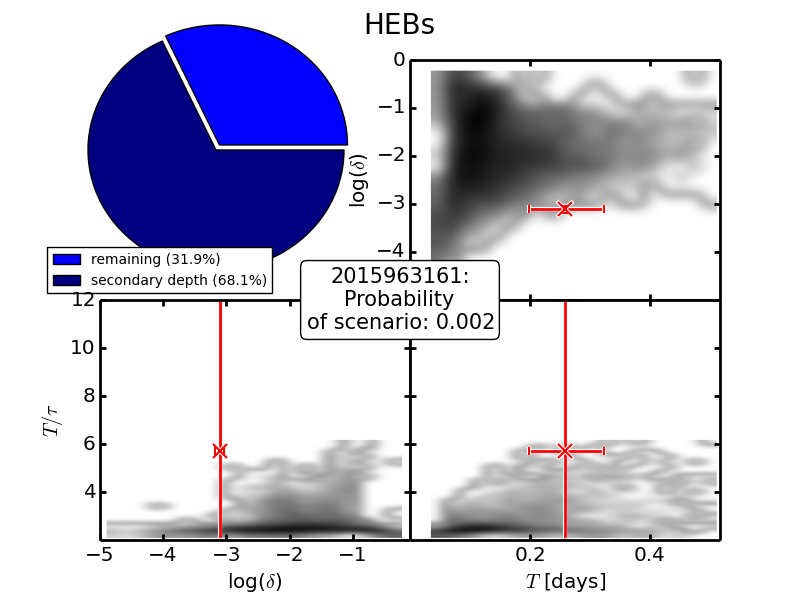 HEBs
remaining (31.9%)
secondary depth (68.1%)
0
−1
−2
−3
−4
log(δ)
2015963161:
Probability
of scenario: 0.002
12
10
8
6
4
T/τ
−5 −4 −3 −2 −1
log(δ)
0.2 0.4
T [days]